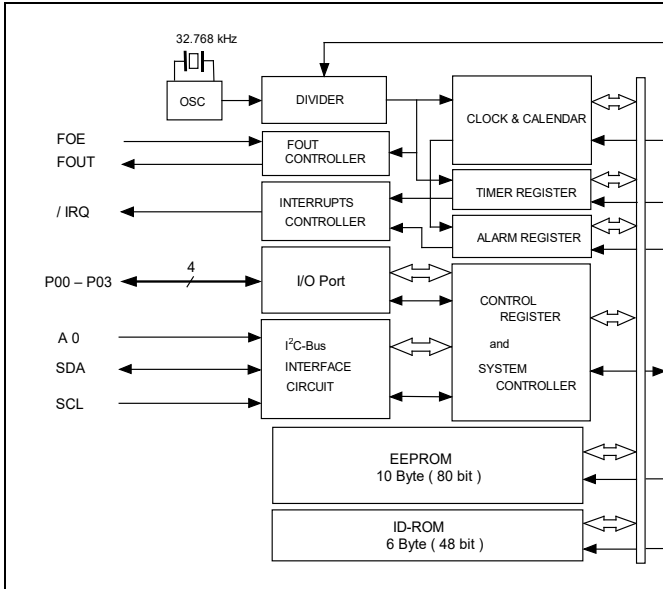 32.768 kHz
OSC
DIVIDER
CLOCK & CALENDAR
FOE
FOUT
FOUT
CONTROLLER
TIMER REGISTER
/ IRQ
INTERRUPTS
CONTROLLER
ALARM REGISTER
P00 – P03
4
I/O Port
CONTROL
REGISTER
and
SYSTEM
CONTROLLER
A 0
SDA
SCL
I²C-Bus
INTERFACE
CIRCUIT
EEPROM
10 Byte ( 80 bit )
ID-ROM
6 Byte ( 48 bit )